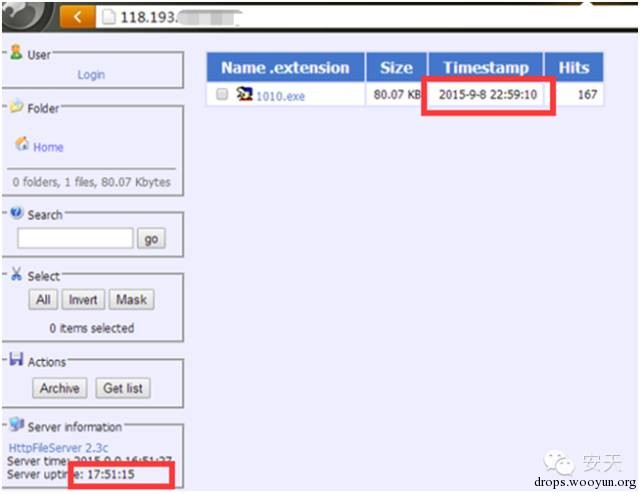 118.193.
User
Login
Folder
Home
0 folders, 1 files, 80.07 Kbytes
Search
go
Select
All Invert Mask
0 items selected
Actions
Archive Get list
Server information
HttpFileServer 2.3c
Server time: 16:51:27
Server uptime: 17:51:15
Name .extension Size Timestamp Hits
1010.exe 80.07 KB 2015-9-8 22:59:10 167
安天
drops.wooyun.org